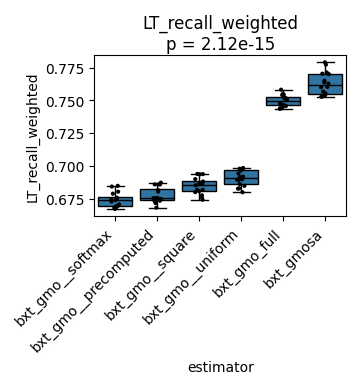 LT_recall_weighted
p = 2.12e-15
LT_recall_weighted
0.775
0.750
0.725
0.700
0.675
bxt_gmo__softmax
bxt_gmo__precomputed
bxt_gmo__square
bxt_gmo__uniform
bxt_gmo_full
bxt_gmosa
estimator